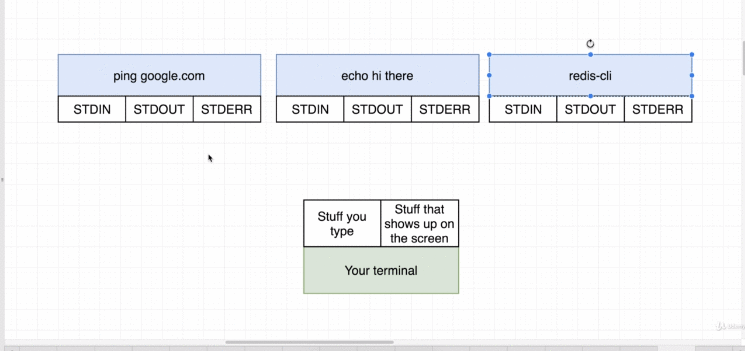 ping google.com
echo hi there
redis-cli
STDIN
STDOUT
STDERR
STDIN
STDOUT
STDERR
STDIN
STDOUT
STDERR
Stuff you
type
Stuff that
shows up on
the screen
Your terminal